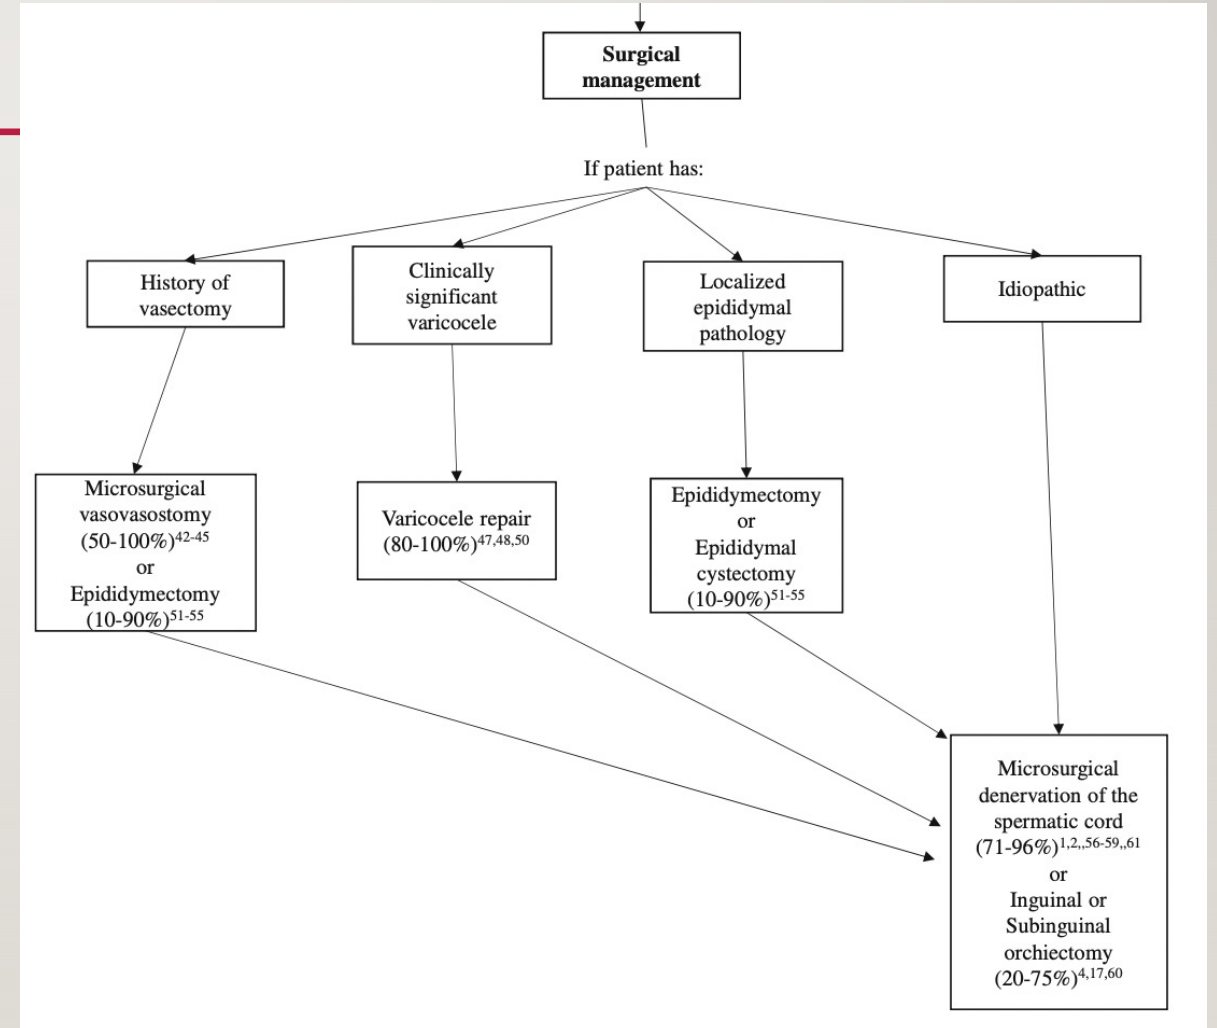 Surgical
management
If patient has:
History of
vasectomy
Clinically
significant
varicocele
Localized
epididymal
pathology
Idiopathic
Microsurgical
vasovasostomy
(50-100%)42-45
or
Epididymectomy
(10-90%)51-55
Varicocele repair
(80-100%)47,48,50
Epididymectomy
or
Epididymal
cystectomy
(10-90%)51-55
Microsurgical
denervation of the
spermatic cord
(71-96%)1,2,,56-59,,61
or
Inguinal or
Subinguinal
orchiectomy
(20-75%)4,17,60